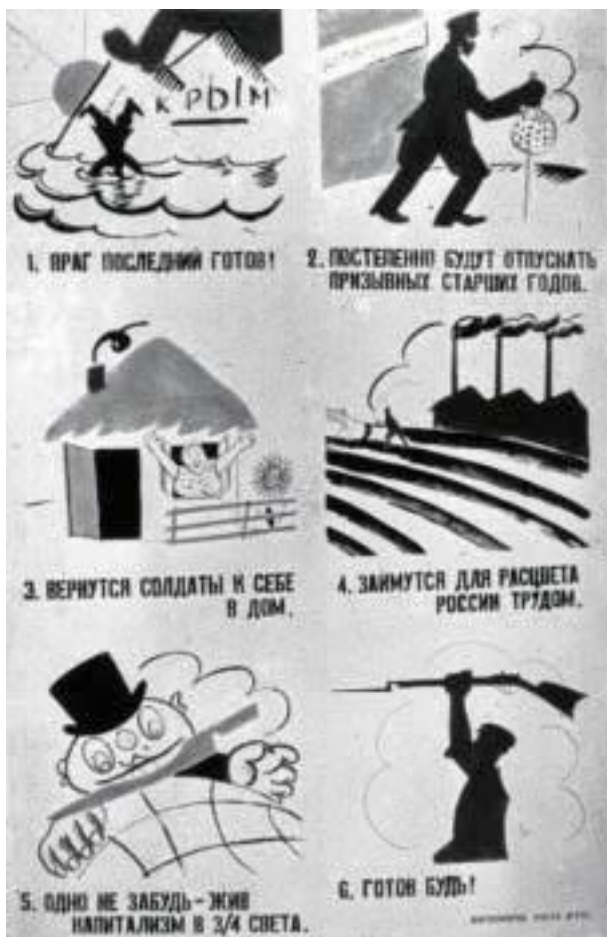 КРЫМ
1. ВРАГ ПОСЛЕДНИЙ ГОТОВ!
2. ПОСТЕПЕННО БУДУТ ОТПУСКАТЬ
ПРИЗЫВНЫХ СТАРШИХ ГОДОВ.
3. ВЕРНУТСЯ СОЛДАТЫ К СЕБЕ
В ДОМ,
4. ЗАЙМУТСЯ ДЛЯ РАСЦВЕТА
РОССИИ ТРУДОМ.
5. ОДНО НЕ ЗАБУДЬ-ЖИВ
КАПИТАЛИЗМ В 3/4 СВЕТА.
6. ГОТОВ БУДЬ!